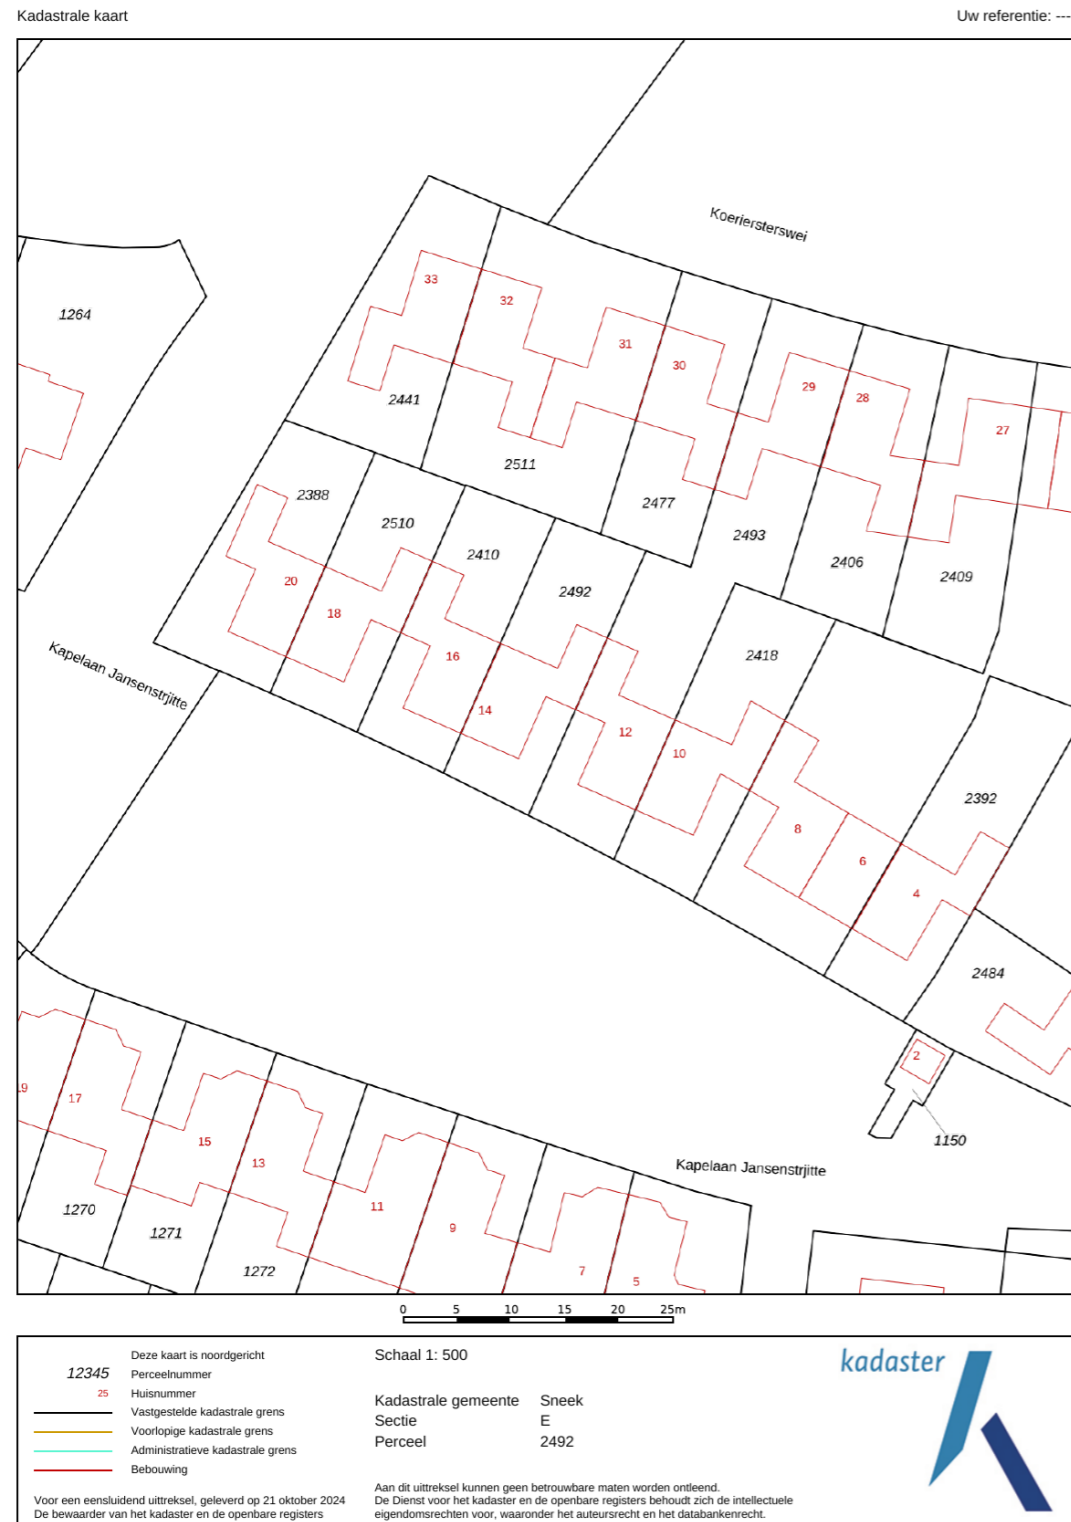 Kadastrale kaart
Uw referentie: ---
Koeriersterswei
1264
33
32
31
30
29
28
27
2441
2511
2477
2493
2406
2409
2388
2510
2410
2492
20
18
16
14
12
10
2418
Kapelaan Jansenstrjitte
8
6
4
2392
2484
2
1150
19
17
15
13
11
9
7
5
Kapelaan Jansenstrjitte
1270
1271
1272
0 5 10 15 20 25m
Deze kaart is noordgericht
12345 Perceelnummer
25 Huisnummer
Vastgestelde kadastrale grens
Voorlopige kadastrale grens
Administratieve kadastrale grens
Bebouwing
Voor een eensluidend uittreksel, geleverd op 21 oktober 2024
De bewaarder van het kadaster en de openbare registers
Schaal 1: 500
Kadastrale gemeente Sneek
Sectie E
Perceel 2492
Aan dit uittreksel kunnen geen betrouwbare maten worden ontleend.
De Dienst voor het kadaster en de openbare registers behoudt zich de intellectuele
eigendomsrechten voor, waaronder het auteursrecht en het databankenrecht.
kadaster